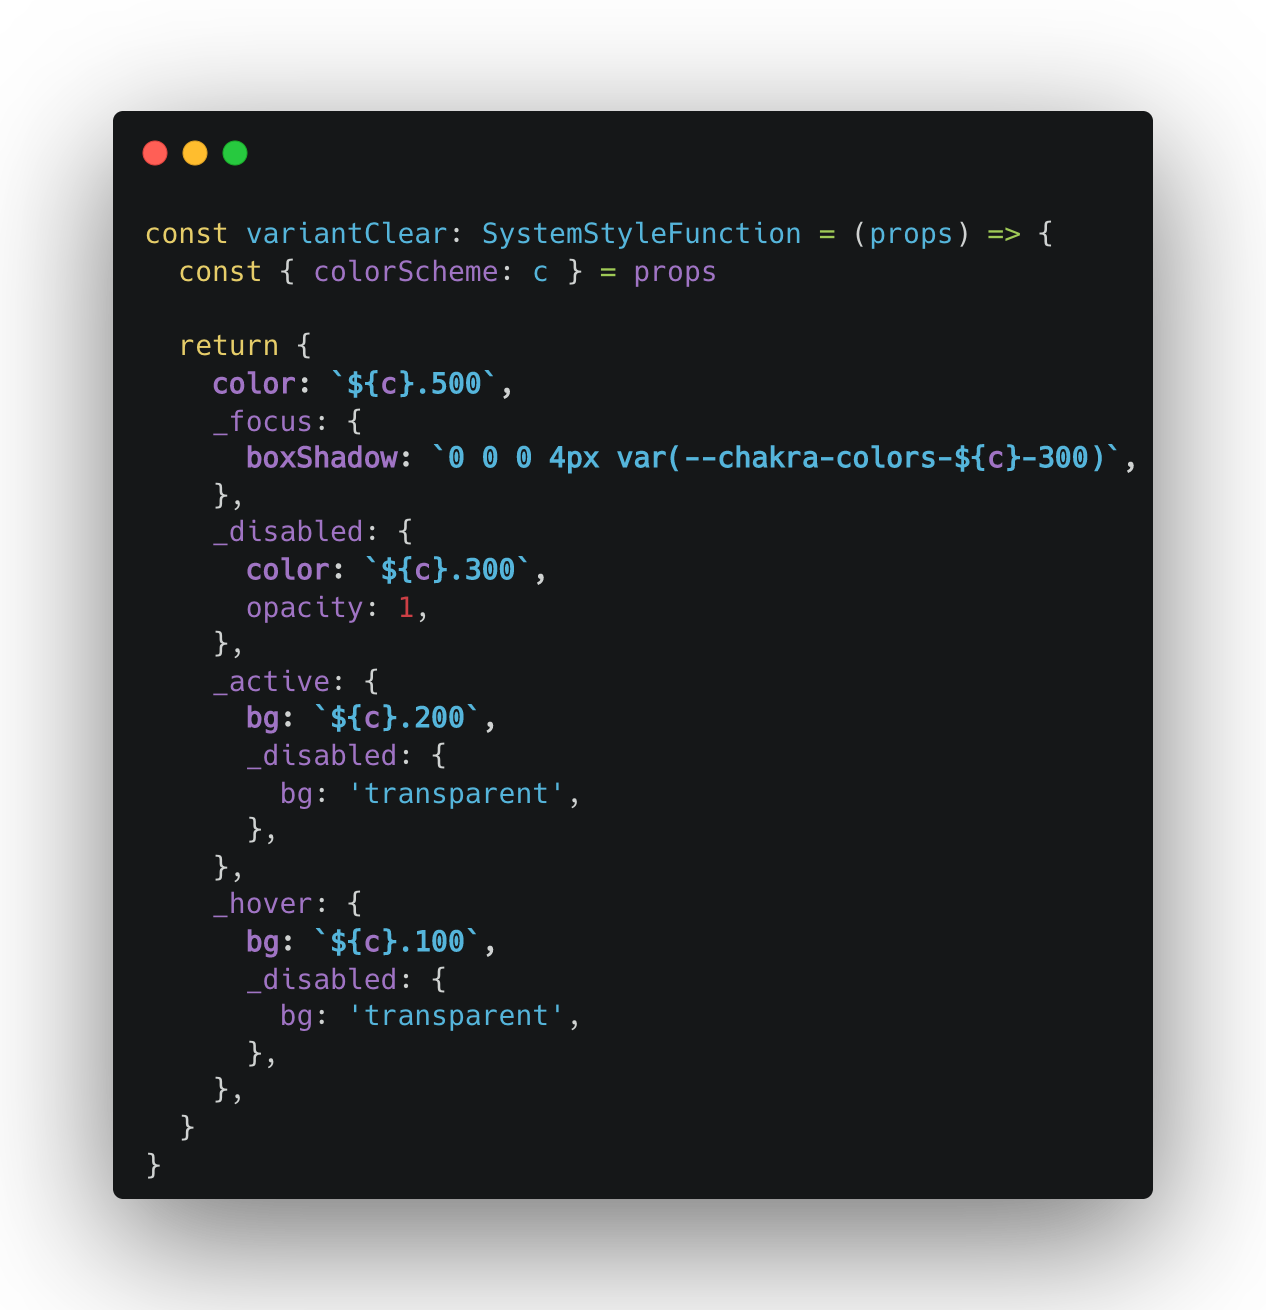 const variantClear: SystemStyleFunction = (props) => {
  const { colorScheme: c } = props

  return {
    color: `${c}.500`,
    _focus: {
      boxShadow: `0 0 0 4px var(--chakra-colors-${c}-300)`,
    },
    _disabled: {
      color: `${c}.300`,
      opacity: 1,
    },
    _active: {
      bg: `${c}.200`,
      _disabled: {
        bg: 'transparent',
      },
    },
    _hover: {
      bg: `${c}.100`,
      _disabled: {
        bg: 'transparent',
      },
    },
  }
}